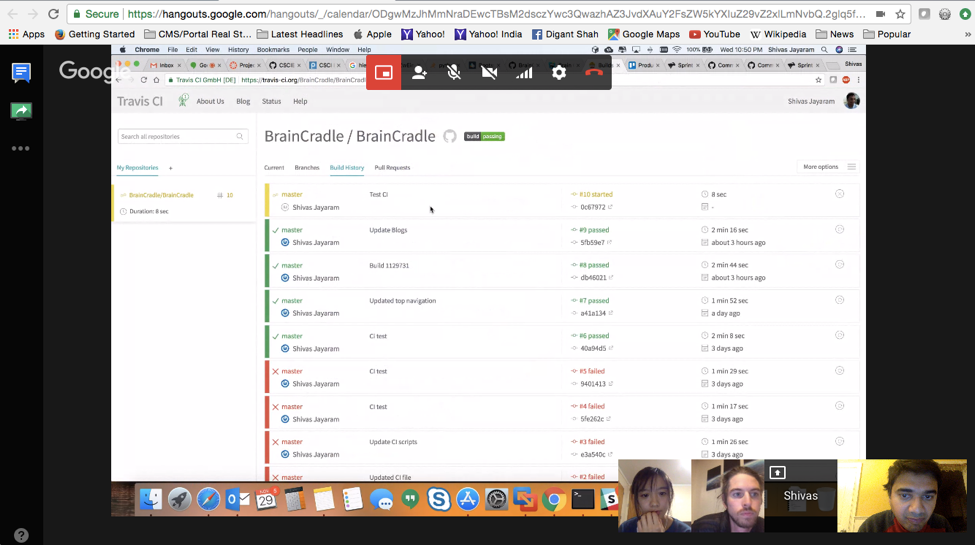 Secure https://hangouts.google.com/hangouts/_/calendar/ODgwMzJhMmNraDEwcTBsM2dsczYwc3QwazhAZ3JvdXAuY2FsZW5kYXIuZ29vZ2xlLmNvbQ.2glq5f...
Apps Getting Started CMS/Portal Real St... Latest Headlines Apple Yahoo! Yahoo! India Digant Shah Google Maps YouTube Wikipedia News Popular
Chrome File Edit View History Bookmarks People Window Help 100% Wed 10:50 PM Shivas Jayaram
Google
Travis CI GmbH [DE] https://travis-ci.org/BrainCradle/BrainCradle
Shivas
Travis CI About Us Blog Status Help Shivas Jayaram
Search all repositories
BrainCradle / BrainCradle build passing
My Repositories + Current Branches Build History Pull Requests More options
BrainCradle/BrainCradle 10
Duration: 8 sec
master Test CI #10 started 8 sec
Shivas Jayaram 0c67972 -
master Update Blogs #9 passed 2 min 16 sec
Shivas Jayaram 5fb59e7 about 3 hours ago
master Build 1129731 #8 passed 2 min 44 sec
Shivas Jayaram db46021 about 3 hours ago
master Updated top navigation #7 passed 1 min 52 sec
Shivas Jayaram a41a134 a day ago
master CI test #6 passed 2 min 8 sec
Shivas Jayaram 40a94d5 3 days ago
master CI test #5 failed 1 min 29 sec
Shivas Jayaram 9401413 3 days ago
master CI test #4 failed 1 min 17 sec
Shivas Jayaram 5fe262c 3 days ago
master Update CI scripts #3 failed 1 min 26 sec
Shivas Jayaram e3a540c 3 days ago
master Updated CI file #2 failed
NOV
29
Shivas